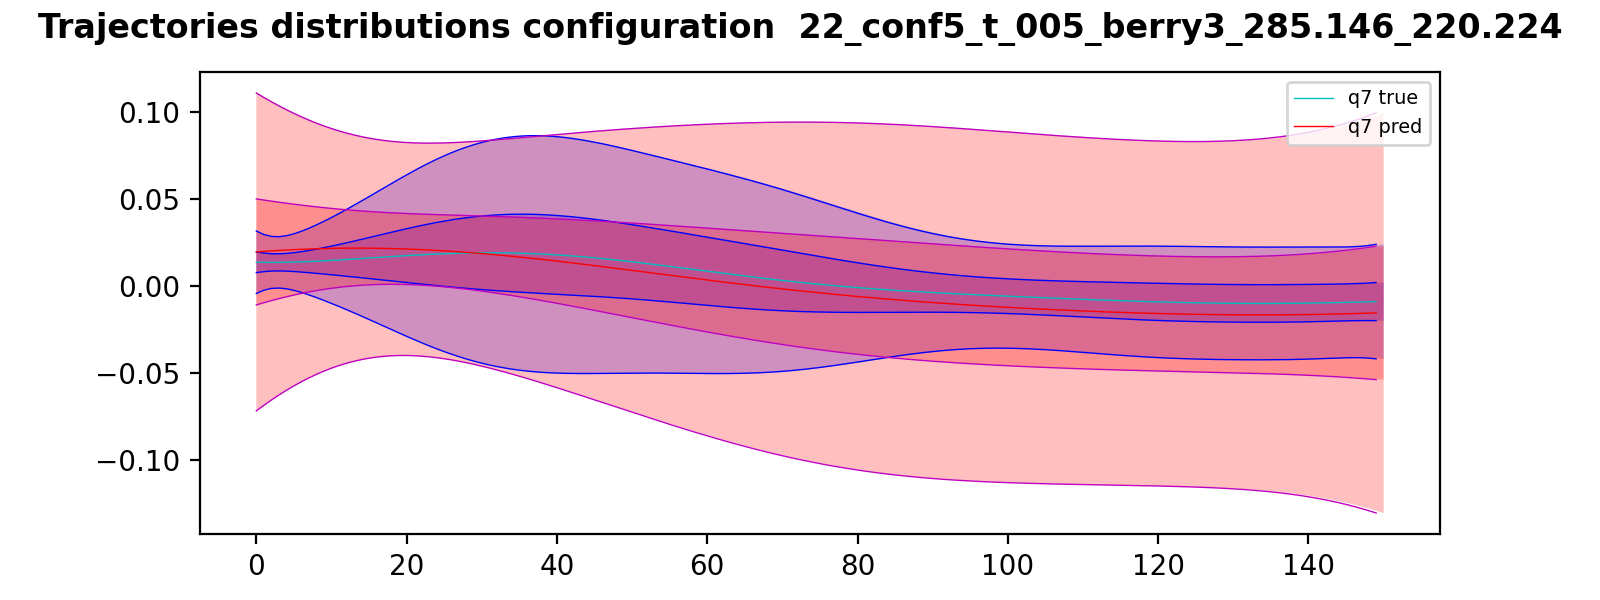 Trajectories distributions configuration  22_conf5_t_005_berry3_285.146_220.224
q7 true
q7 pred
0.10
0.05
0.00
−0.05
−0.10
0 20 40 60 80 100 120 140